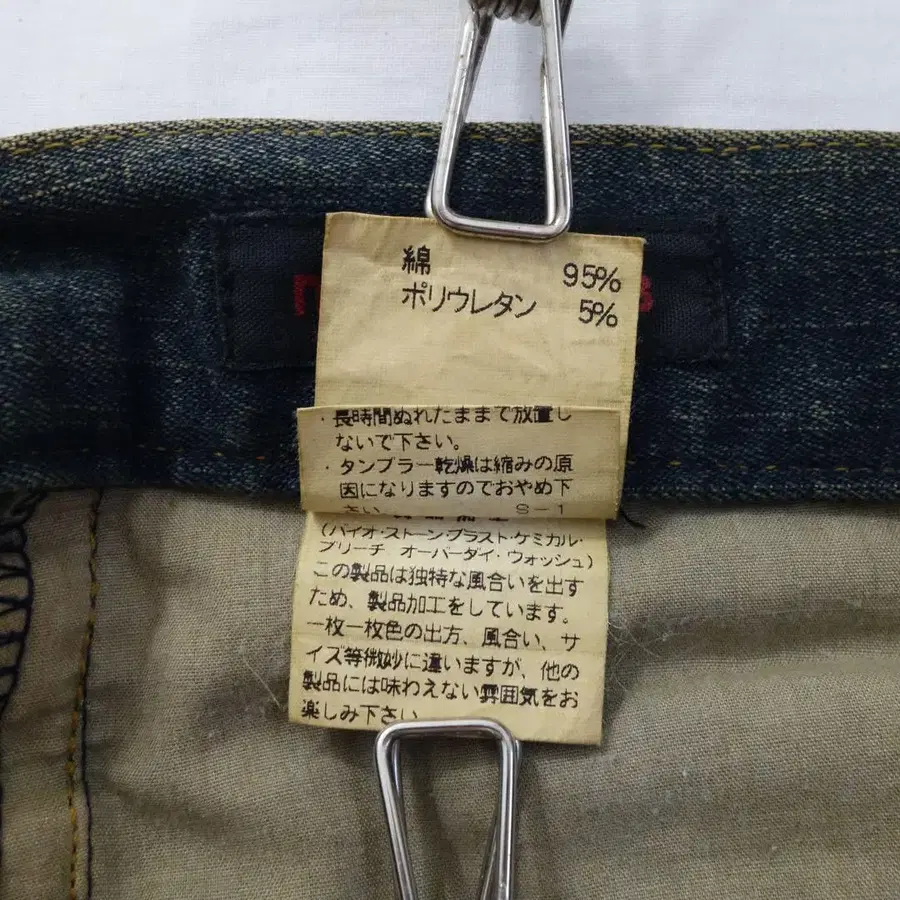 綿 95%
ポリウレタン 5%
・長時間ぬれたままで放置し
ないで下さい。
・タンブラー乾燥は縮みの原
因になりますのでおやめ下
さい。 S-1
(バイオ・ストーン・ブラスト・ケミカル・
ブリーチ オーバーダイ・ウォッシュ)
この製品は独特な風合いを出す
ため、製品加工をしています。
一枚一枚色の出方、風合い、サ
イズ等微妙に違いますが、他の
製品には味わえない雰囲気をお
楽しみ下さい